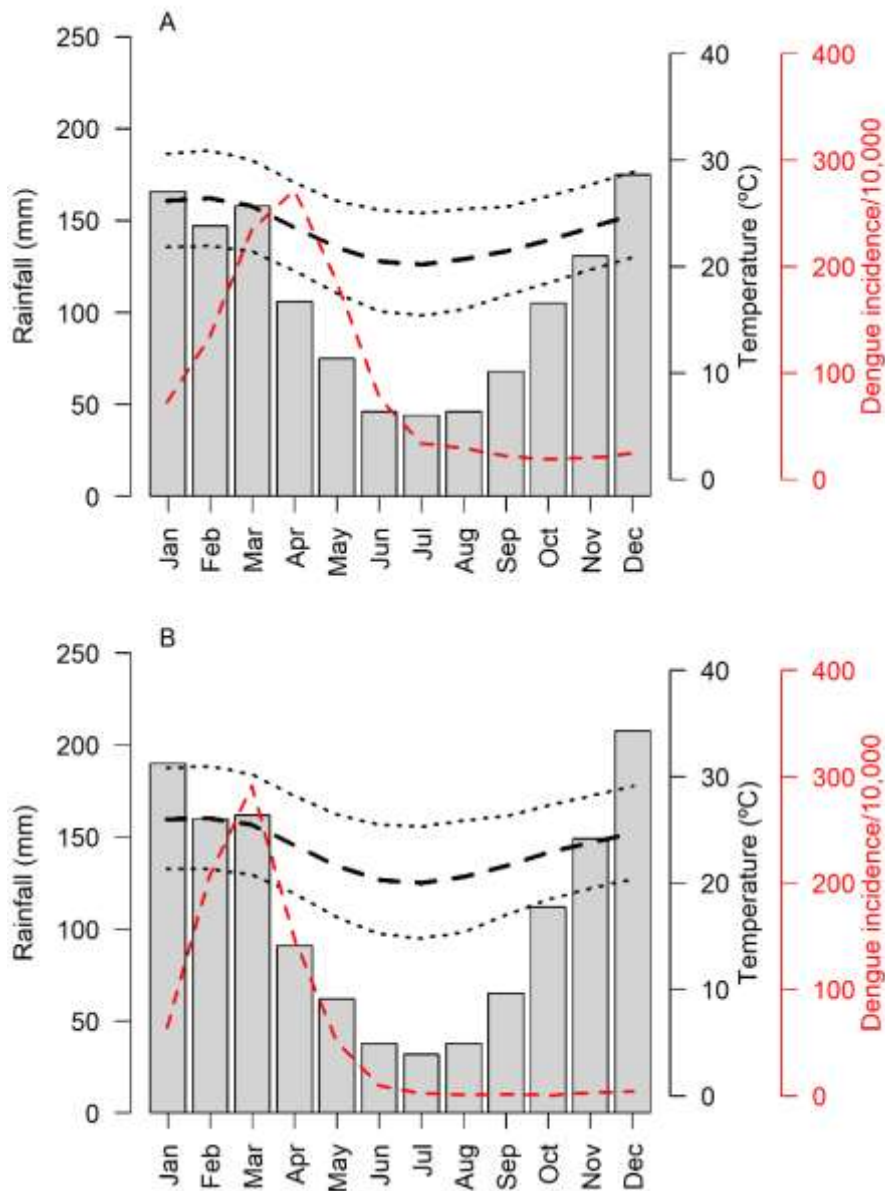 A
250
200
150
100
50
0
Rainfall (mm)
40
30
20
10
0
Temperature (ºC)
400
300
200
100
0
Dengue incidence/10,000
Jan
Feb
Mar
Apr
May
Jun
Jul
Aug
Sep
Oct
Nov
Dec
B
250
200
150
100
50
0
Rainfall (mm)
40
30
20
10
0
Temperature (ºC)
400
300
200
100
0
Dengue incidence/10,000
Jan
Feb
Mar
Apr
May
Jun
Jul
Aug
Sep
Oct
Nov
Dec